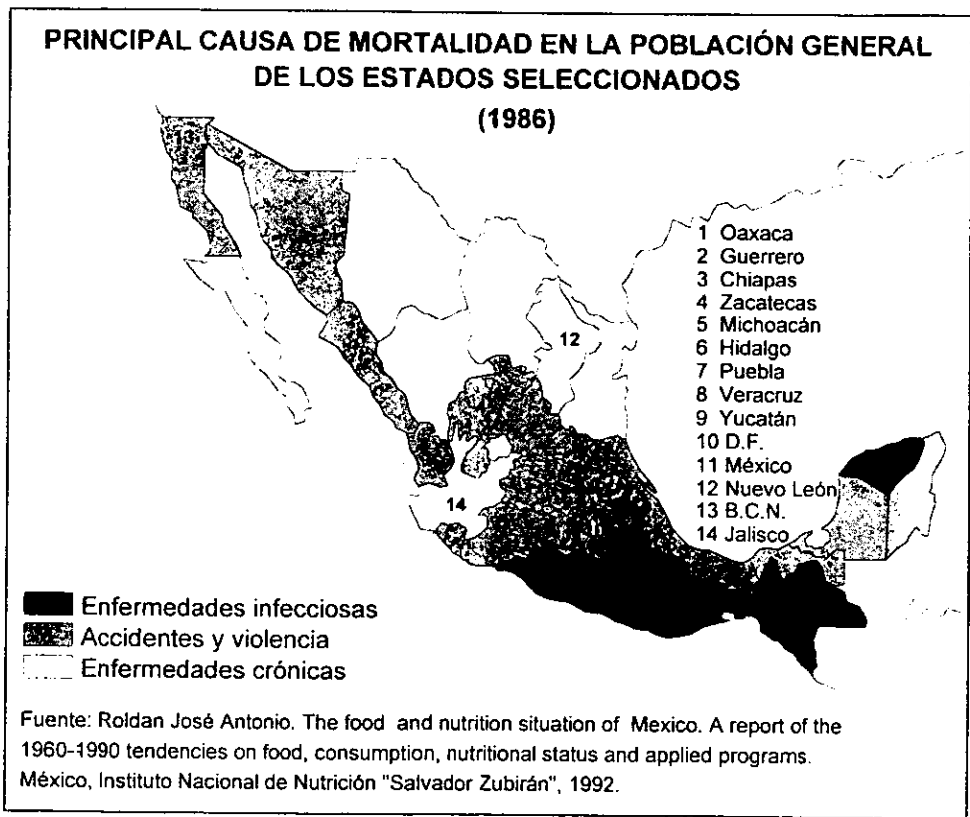 PRINCIPAL CAUSA DE MORTALIDAD EN LA POBLACIÓN GENERAL
DE LOS ESTADOS SELECCIONADOS
(1986)
13
12
14
1 Oaxaca
2 Guerrero
3 Chiapas
4 Zacatecas
5 Michoacán
6 Hidalgo
7 Puebla
8 Veracruz
9 Yucatán
10 D.F.
11 México
12 Nuevo León
13 B.C.N.
14 Jalisco
Enfermedades infecciosas
Accidentes y violencia
Enfermedades crónicas
Fuente: Roldan José Antonio. The food and nutrition situation of Mexico. A report of the
1960-1990 tendencies on food, consumption, nutritional status and applied programs.
México, Instituto Nacional de Nutrición "Salvador Zubirán", 1992.